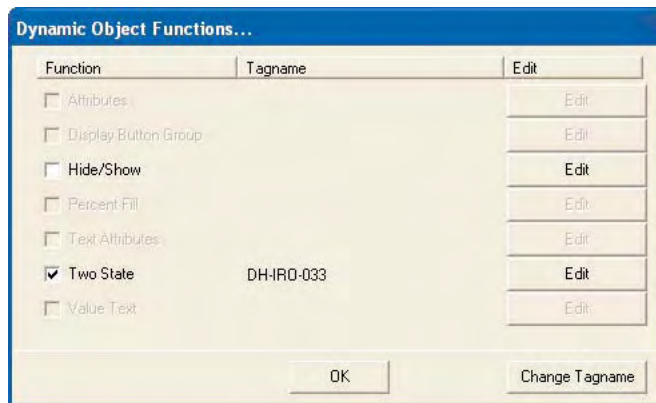 Dynamic Object Functions...
Function Tagname Edit
Attributes Edit
Display Button Group Edit
Hide/Show Edit
Percent Fill Edit
Text Attributes Edit
Two State DH-IRO-033 Edit
Value Text Edit
OK Change Tagname